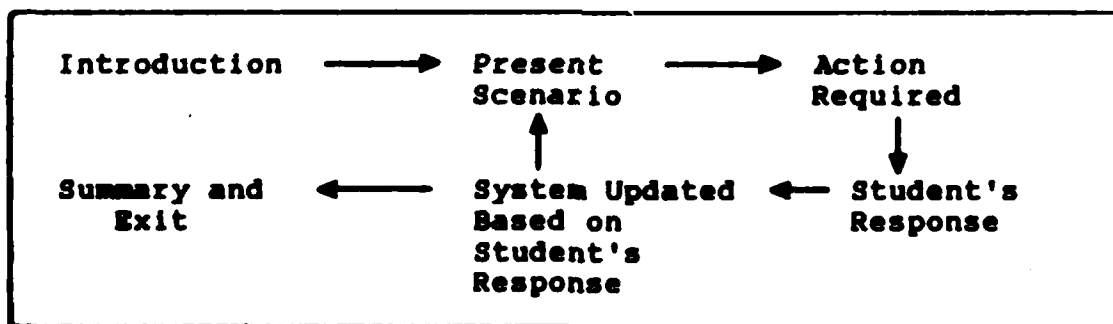 Introduction
Present
Scenario
Action
Required
Summary and
Exit
System Updated
Based on
Student's
Response
Student's
Response